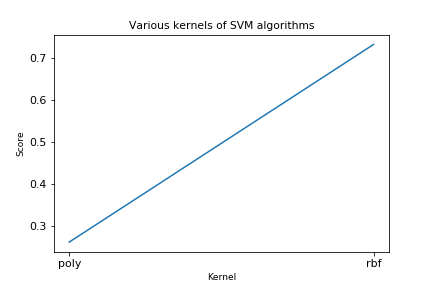 Various kernels of SVM algorithms
0.7
0.6
0.5
0.4
0.3
Score
poly rbf
Kernel